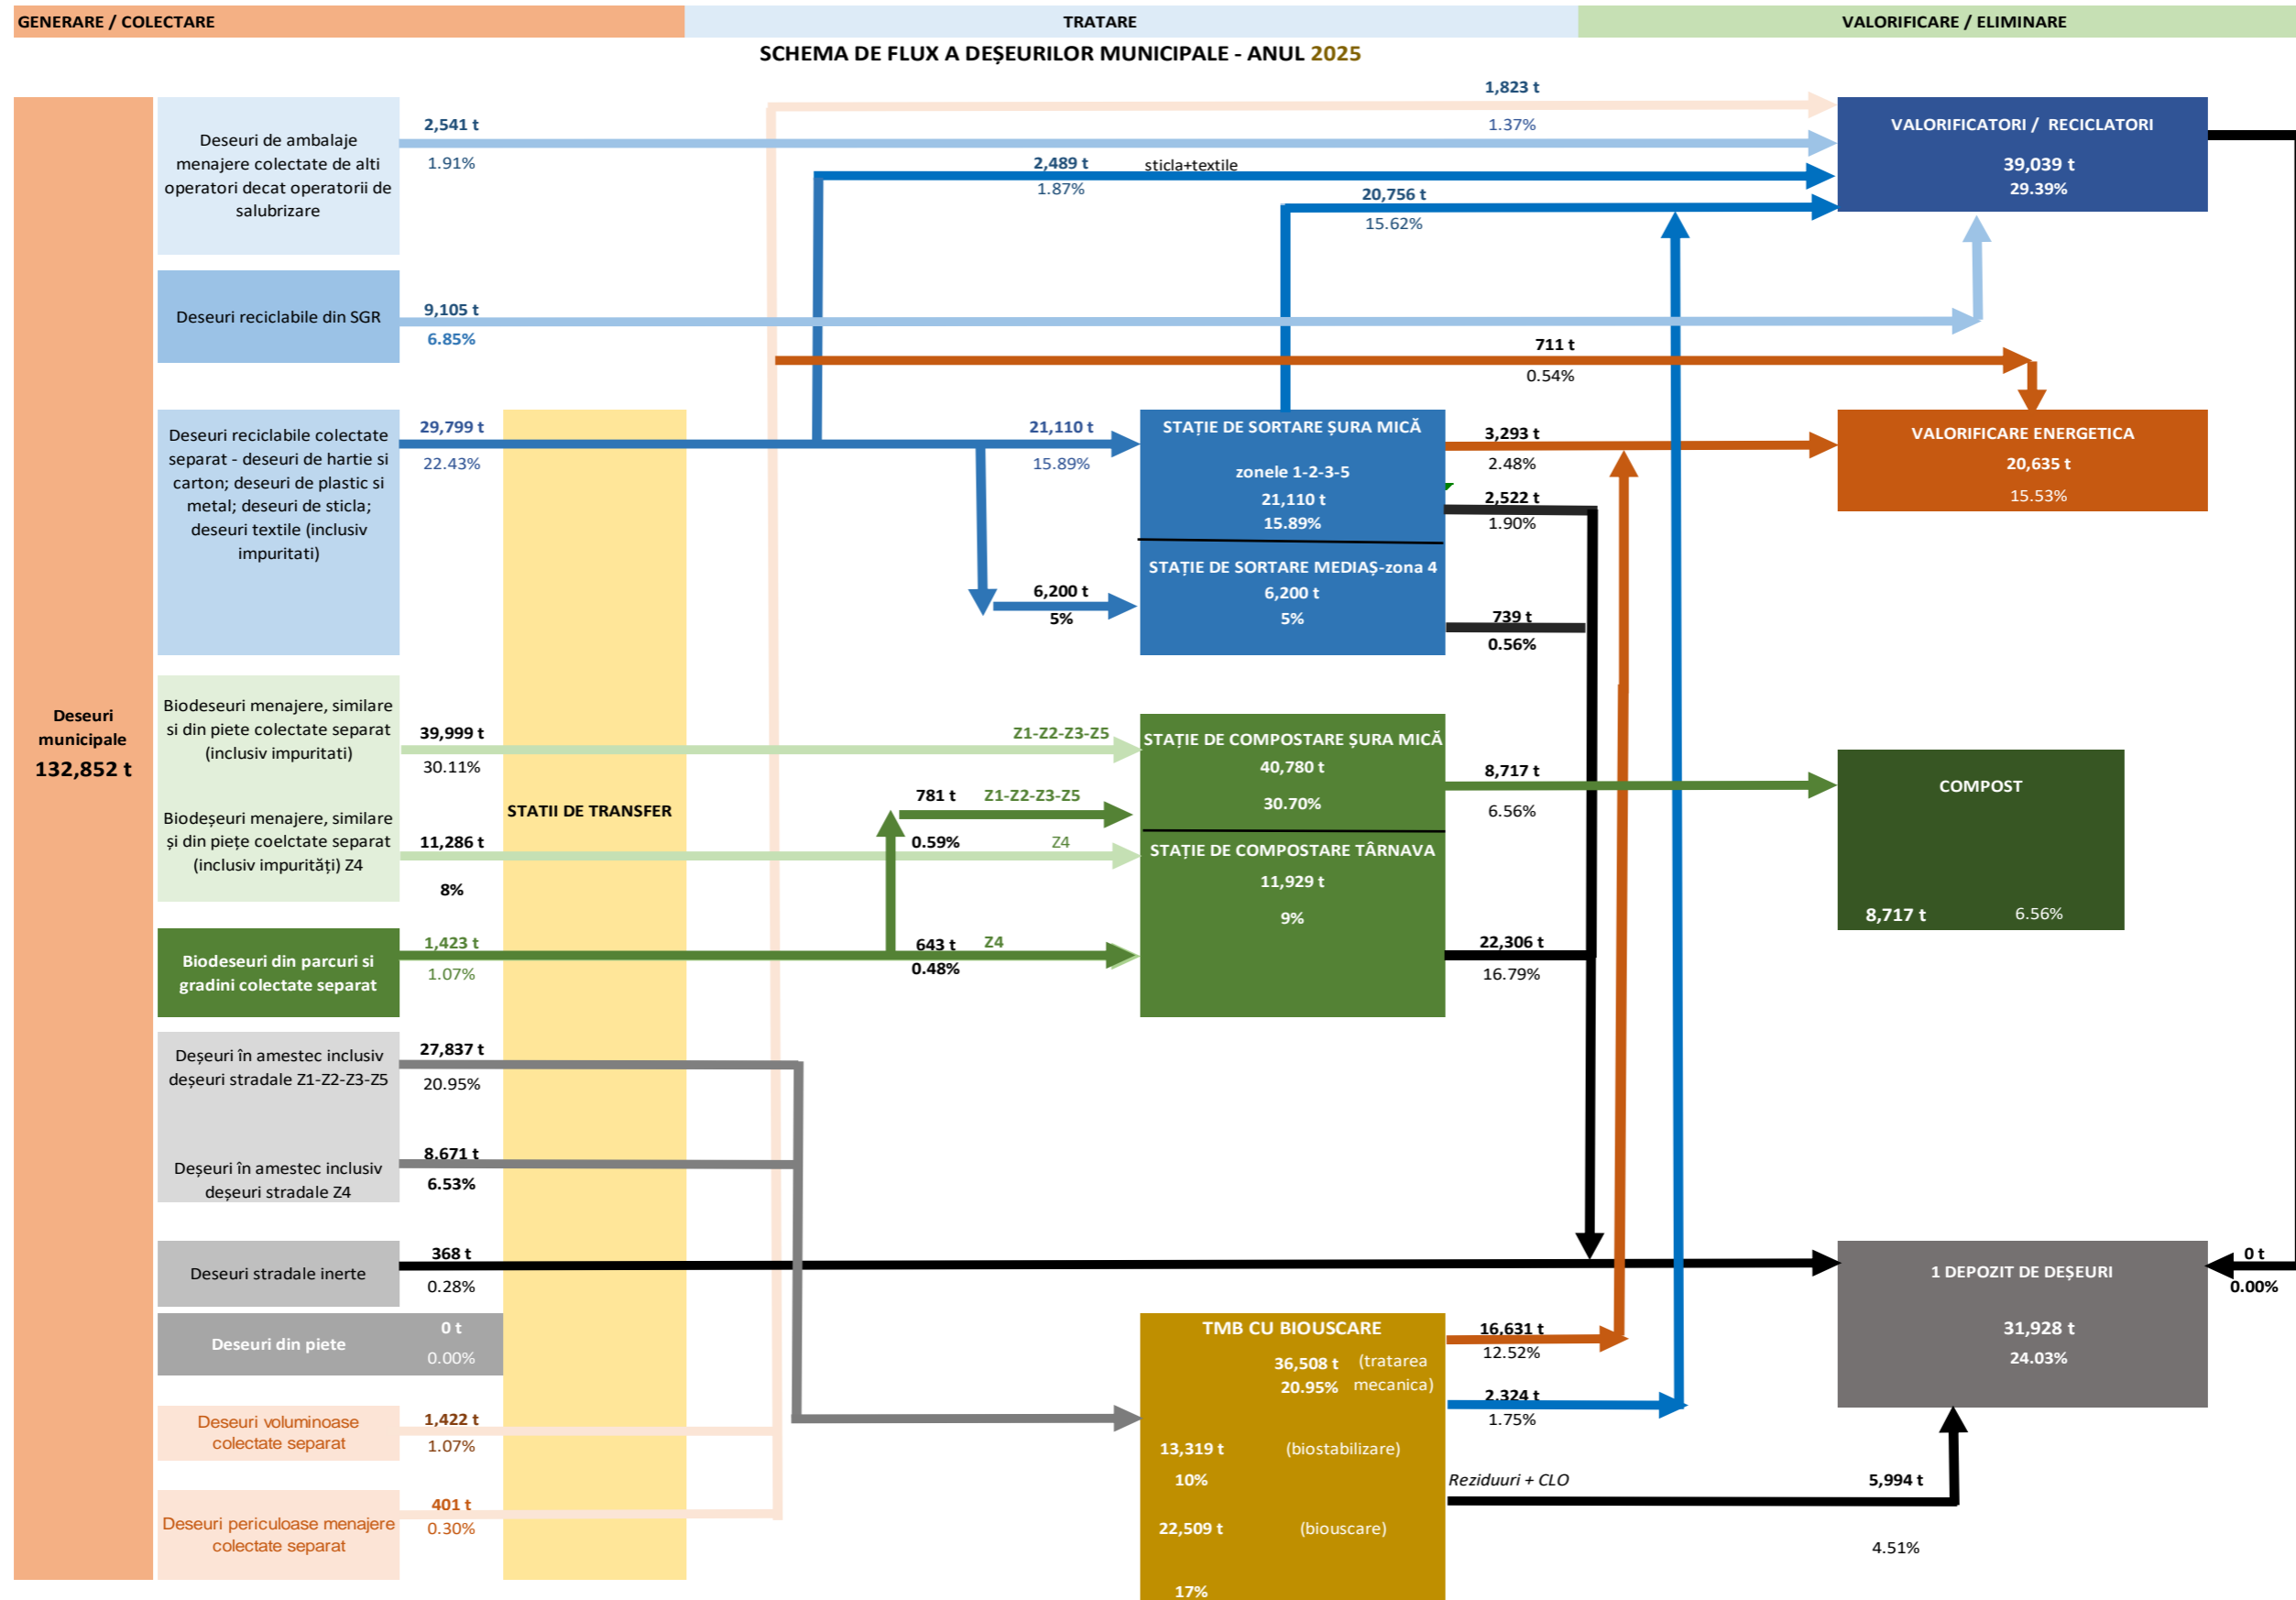 GENERARE / COLECTARE
TRATARE
VALORIFICARE / ELIMINARE
SCHEMA DE FLUX A DEȘEURILOR MUNICIPALE - ANUL 2025
Deseuri
municipale
132,852 t
Deseuri de ambalaje
menajere colectate de alti
operatori decat operatorii de
salubrizare
2,541 t
1.91%
1,823 t
1.37%
2,489 t
sticla+textile
1.87%
20,756 t
15.62%
VALORIFICATORI / RECICLATORI
39,039 t
29.39%
Deseuri reciclabile din SGR
9,105 t
6.85%
711 t
0.54%
Deseuri reciclabile colectate
separat - deseuri de hartie si
carton; deseuri de plastic si
metal; deseuri de sticla;
deseuri textile (inclusiv
impuritati)
29,799 t
22.43%
21,110 t
15.89%
6,200 t
5%
STAȚIE DE SORTARE ȘURA MICĂ
zonele 1-2-3-5
21,110 t
15.89%
STAȚIE DE SORTARE MEDIAȘ-zona 4
6,200 t
5%
3,293 t
2.48%
2,522 t
1.90%
739 t
0.56%
VALORIFICARE ENERGETICA
20,635 t
15.53%
STATII DE TRANSFER
Biodeseuri menajere, similare
si din piete colectate separat
(inclusiv impuritati)
39,999 t
30.11%
Z1-Z2-Z3-Z5
Biodeșeuri menajere, similare
și din piețe coelctate separat
(inclusiv impurități) Z4
11,286 t
8%
781 t
Z1-Z2-Z3-Z5
0.59%
Z4
STAȚIE DE COMPOSTARE ȘURA MICĂ
40,780 t
30.70%
STAȚIE DE COMPOSTARE TÂRNAVA
11,929 t
9%
8,717 t
6.56%
COMPOST
8,717 t
6.56%
Biodeseuri din parcuri si
gradini colectate separat
1,423 t
1.07%
643 t
Z4
0.48%
22,306 t
16.79%
Deșeuri în amestec inclusiv
deșeuri stradale Z1-Z2-Z3-Z5
27,837 t
20.95%
Deșeuri în amestec inclusiv
deșeuri stradale Z4
8,671 t
6.53%
Deseuri stradale inerte
368 t
0.28%
1 DEPOZIT DE DEȘEURI
31,928 t
24.03%
0 t
0.00%
Deseuri din piete
0 t
0.00%
TMB CU BIOUSCARE
36,508 t
(tratarea
20.95%
mecanica)
13,319 t
(biostabilizare)
10%
22,509 t
(biouscare)
17%
16,631 t
12.52%
2,324 t
1.75%
Reziduuri + CLO
5,994 t
4.51%
Deseuri voluminoase
colectate separat
1,422 t
1.07%
Deseuri periculoase menajere
colectate separat
401 t
0.30%